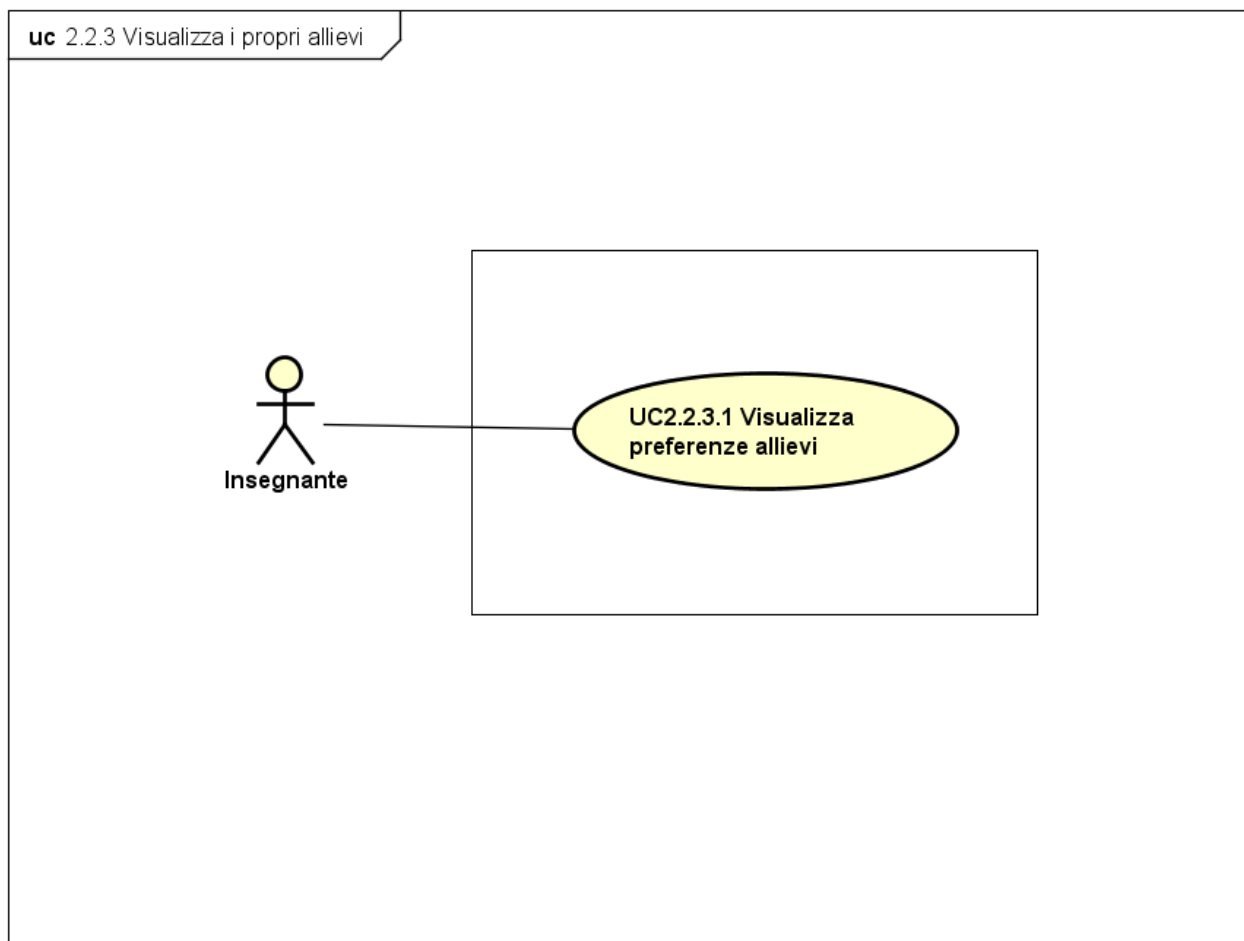 uc 2.2.3 Visualizza i propri allievi
UC2.2.3.1 Visualizza
preferenze allievi
Insegnante